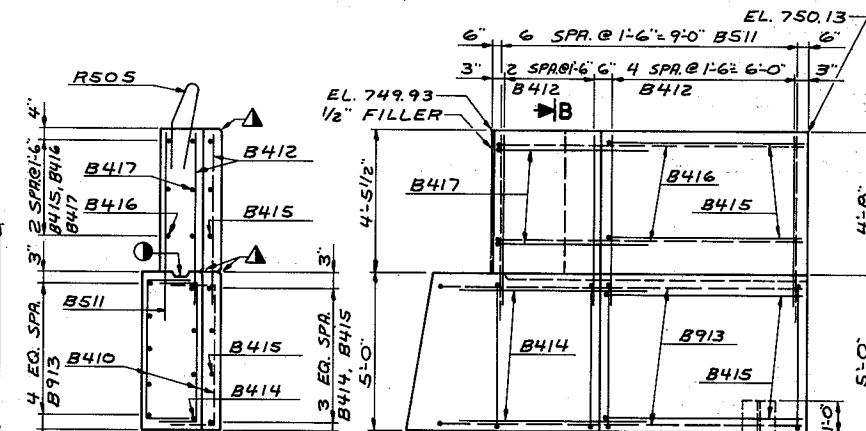 EL. 750.13
6" 6 SPA. @ 1'-6"= 9'-0" B511 6"
3" 2 SPA.@1'-6" 6" 4 SPA. @ 1'-6"= 6'-0" 3"
B412 B412
R505
EL. 749.93
1/2" FILLER
B
4"
2 SPA.@1'-6"
B415, B416
B417
B417
B412
B416
B415
3"
4'-5 1/2"
B417
B416
B415
4'-8"
3"
B511
B410
B415
B414
4 EQ. SPA.
B913
3 EQ. SPA.
B414, B415
5'-0"
B414
B913
B415
1'-0"
5'-0"